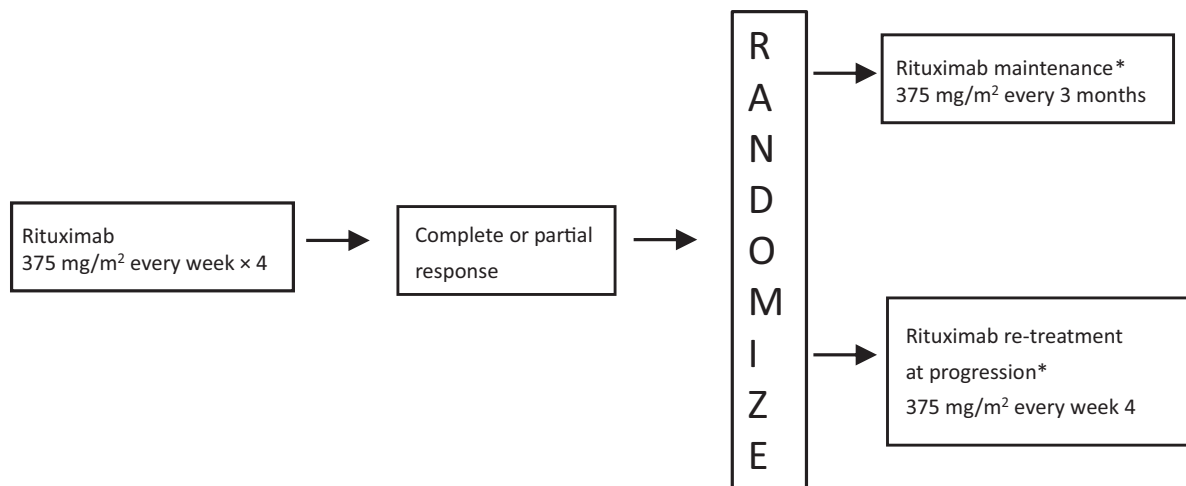 Rituximab
375 mg/m² every week × 4
Complete or partial
response
R
A
N
D
O
M
I
Z
E
Rituximab maintenance*
375 mg/m² every 3 months
Rituximab re-treatment
at progression*
375 mg/m² every week 4